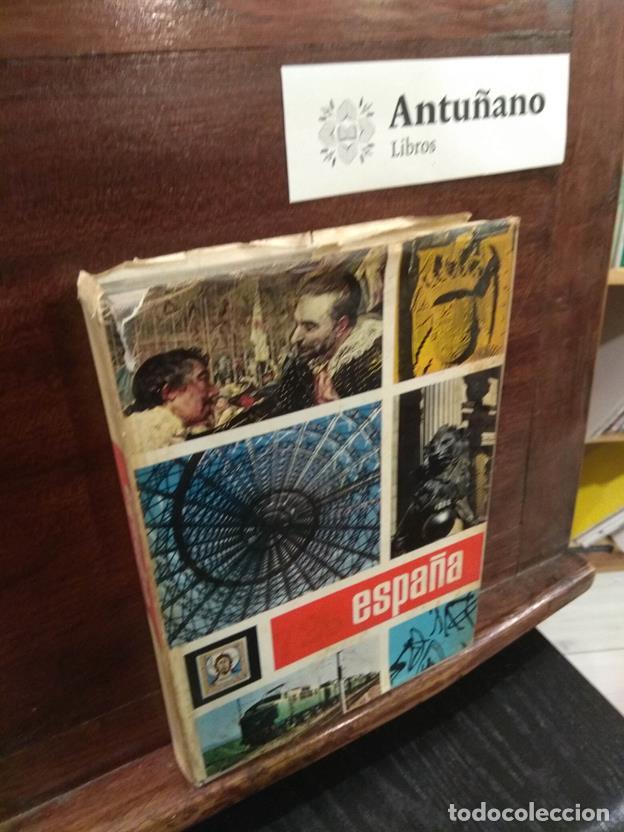 Antuñano
Libros
españa
todocoleccion